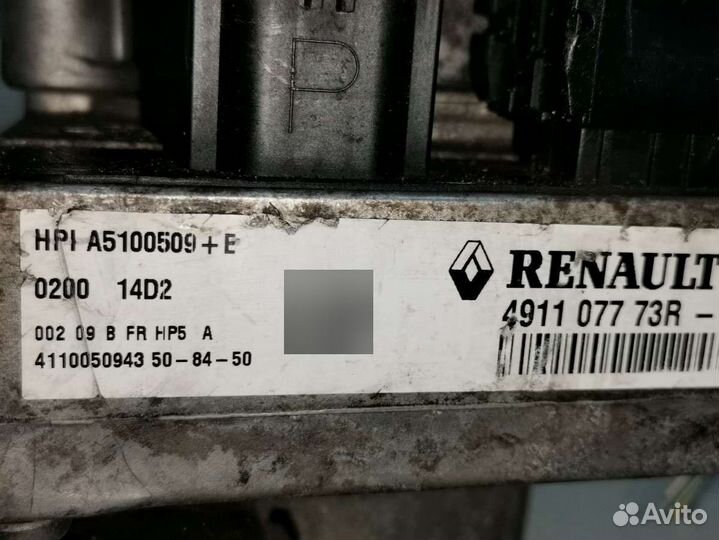 P
HPI A5100509+E
0200 14D2
002 09 B FR HP5 A
4110050943 50-84-50
RENAULT
4911 077 73R -
Avito